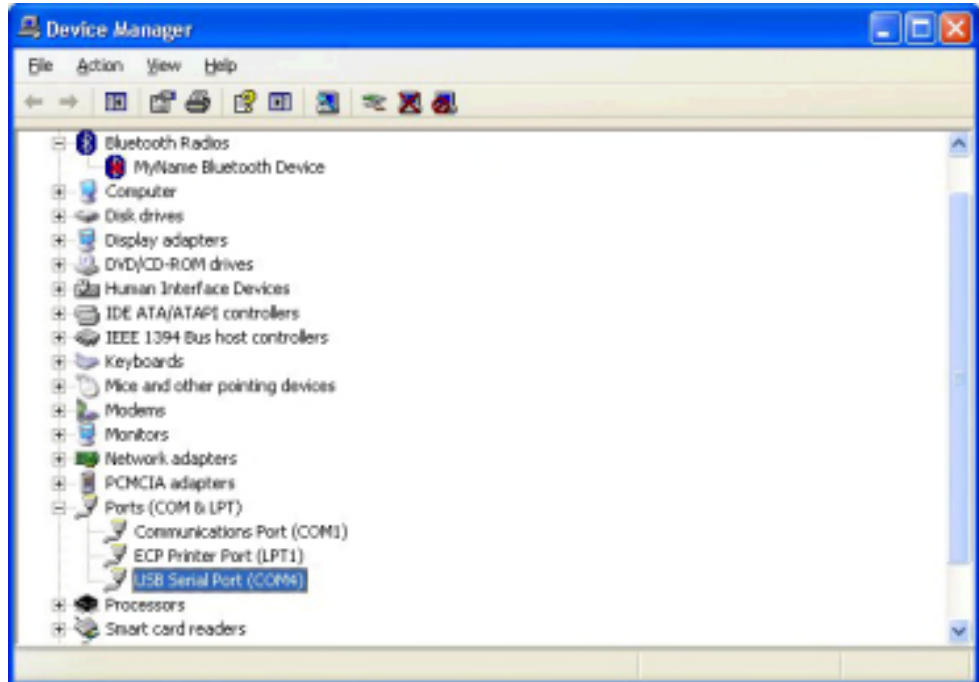 Device Manager
File Action View Help
Bluetooth Radios
MyName Bluetooth Device
Computer
Disk drives
Display adapters
DVD/CD-ROM drives
Human Interface Devices
IDE ATA/ATAPI controllers
IEEE 1394 Bus host controllers
Keyboards
Mice and other pointing devices
Modems
Monitors
Network adapters
PCMCIA adapters
Ports (COM & LPT)
Communications Port (COM1)
ECP Printer Port (LPT1)
USB Serial Port (COM4)
Processors
Smart card readers